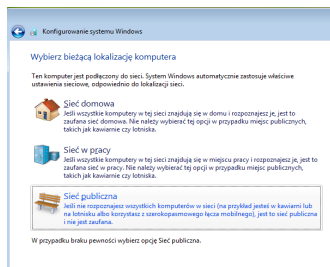 Konfigurowanie systemu Windows
Wybierz bieżącą lokalizację komputera
Ten komputer jest podłączony do sieci. System Windows automatycznie zastosuje właściwe
ustawienia sieciowe, odpowiednio do lokalizacji sieci.
Sieć domowa
Jeśli wszystkie komputery w tej sieci znajdują się w domu i rozpoznajesz je, jest to
zaufana sieć domowa. Nie należy wybierać tej opcji w przypadku miejsc publicznych,
takich jak kawiarnie czy lotniska.
Sieć w pracy
Jeśli wszystkie komputery w tej sieci znajdują się w miejscu pracy i rozpoznajesz je, jest to
zaufana sieć w pracy. Nie należy wybierać tej opcji w przypadku miejsc publicznych,
takich jak kawiarnie czy lotniska.
Sieć publiczna
Jeśli nie rozpoznajesz wszystkich komputerów w sieci (na przykład jesteś w kawiarni lub
na lotnisku albo korzystasz z szerokopasmowego łącza mobilnego), jest to sieć publiczna
i nie jest zaufana.
W przypadku braku pewności wybierz opcję Sieć publiczna.